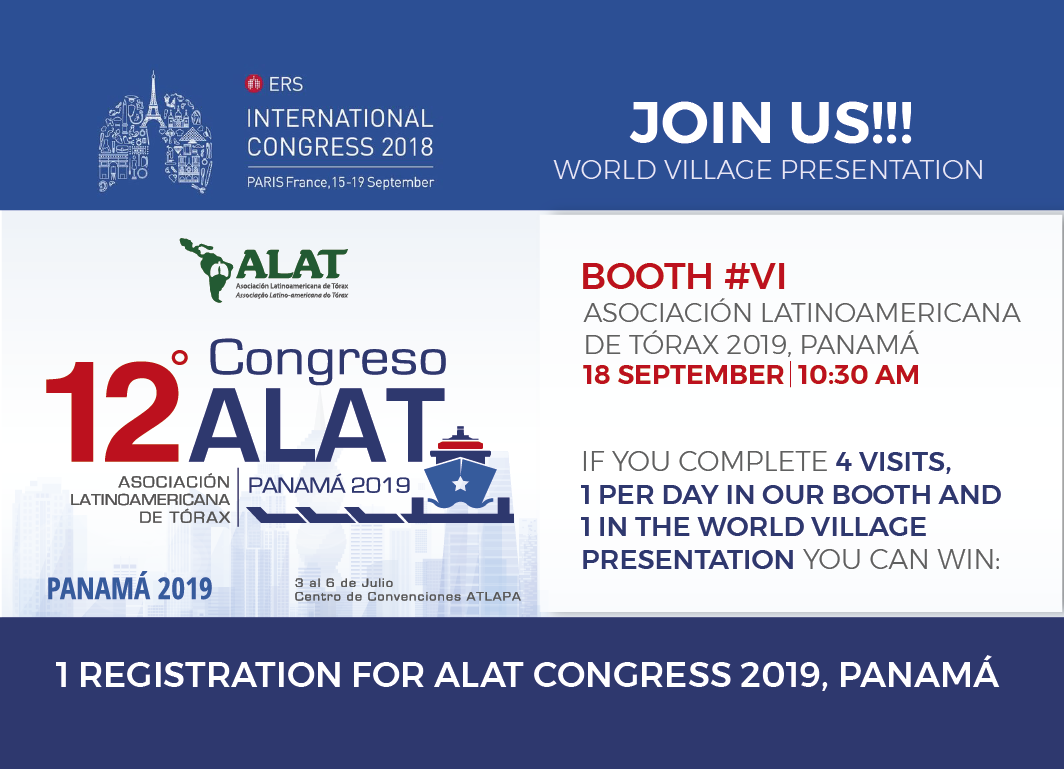 ERS
INTERNATIONAL
CONGRESS 2018
PARIS France, 15-19 September
JOIN US!!!
WORLD VILLAGE PRESENTATION
ALAT
Asociación Latinoamericana de Tórax
Associação Latino-americana de Tórax
12° Congreso
ALAT
ASOCIACIÓN
LATINOAMERICANA
DE TÓRAX
PANAMÁ 2019
PANAMÁ 2019
3 al 6 de Julio
Centro de Convenciones ATLAPA
BOOTH #VI
ASOCIACIÓN LATINOAMERICANA
DE TÓRAX 2019, PANAMÁ
18 SEPTEMBER | 10:30 AM
IF YOU COMPLETE 4 VISITS,
1 PER DAY IN OUR BOOTH AND
1 IN THE WORLD VILLAGE
PRESENTATION YOU CAN WIN:
1 REGISTRATION FOR ALAT CONGRESS 2019, PANAMÁ